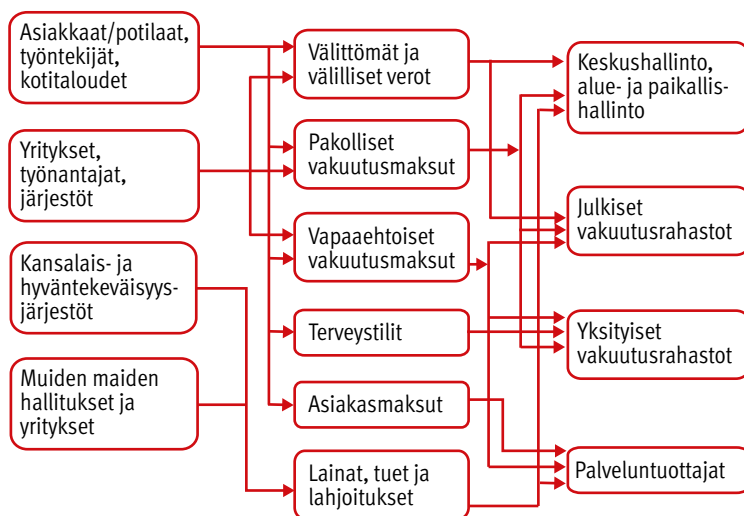 Asiakkaat/potilaat,
työntekijät,
kotitaloudet
Yritykset,
työnantajat,
järjestöt
Kansalais- ja
hyväntekeväisyys-
järjestöt
Muiden maiden
hallitukset ja
yritykset
Välittömät ja
välilliset verot
Pakolliset
vakuutusmaksut
Vapaaehtoiset
vakuutusmaksut
Terveystilit
Asiakasmaksut
Lainat, tuet ja
lahjoitukset
Keskushallinto,
alue- ja paikallis-
hallinto
Julkiset
vakuutusrahastot
Yksityiset
vakuutusrahastot
Palveluntuottajat